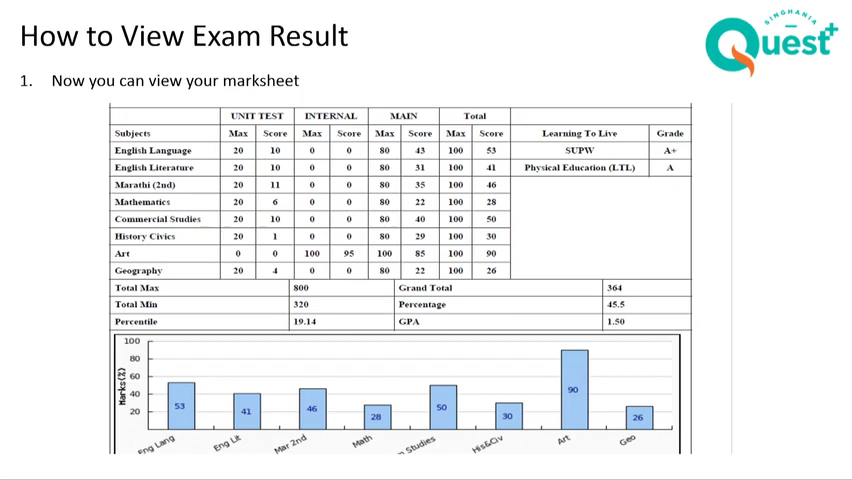 How to View Exam Result
SINGHANIA
Quest+
1. Now you can view your marksheet
UNIT TEST INTERNAL MAIN Total
Subjects Max Score Max Score Max Score Max Score Learning To Live Grade
English Language 20 10 0 0 80 43 100 53 SUPW A+
English Literature 20 10 0 0 80 31 100 41 Physical Education (LTL) A
Marathi (2nd) 20 11 0 0 80 35 100 46
Mathematics 20 6 0 0 80 22 100 28
Commercial Studies 20 10 0 0 80 40 100 50
History Civics 20 1 0 0 80 29 100 30
Art 0 0 100 95 100 85 100 90
Geography 20 4 0 0 80 22 100 26
Total Max 800 Grand Total 364
Total Min 320 Percentage 45.5
Percentile 19.14 GPA 1.50
Marks(%)
100
80
60
40
20
53 41 46 28 50 30 90 26
Eng Lang Eng Lit Mar 2nd Math Studies His&Civ Art Geo